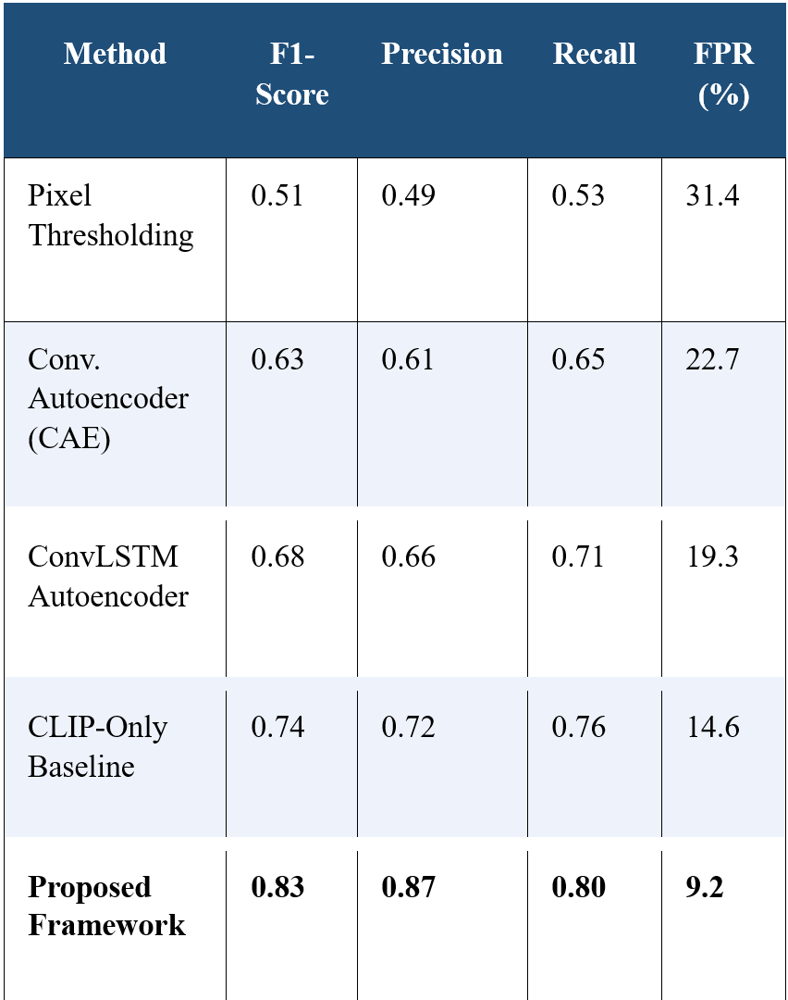 Method F1-Score Precision Recall FPR (%)
Pixel Thresholding 0.51 0.49 0.53 31.4
Conv. Autoencoder (CAE) 0.63 0.61 0.65 22.7
ConvLSTM Autoencoder 0.68 0.66 0.71 19.3
CLIP-Only Baseline 0.74 0.72 0.76 14.6
Proposed Framework 0.83 0.87 0.80 9.2